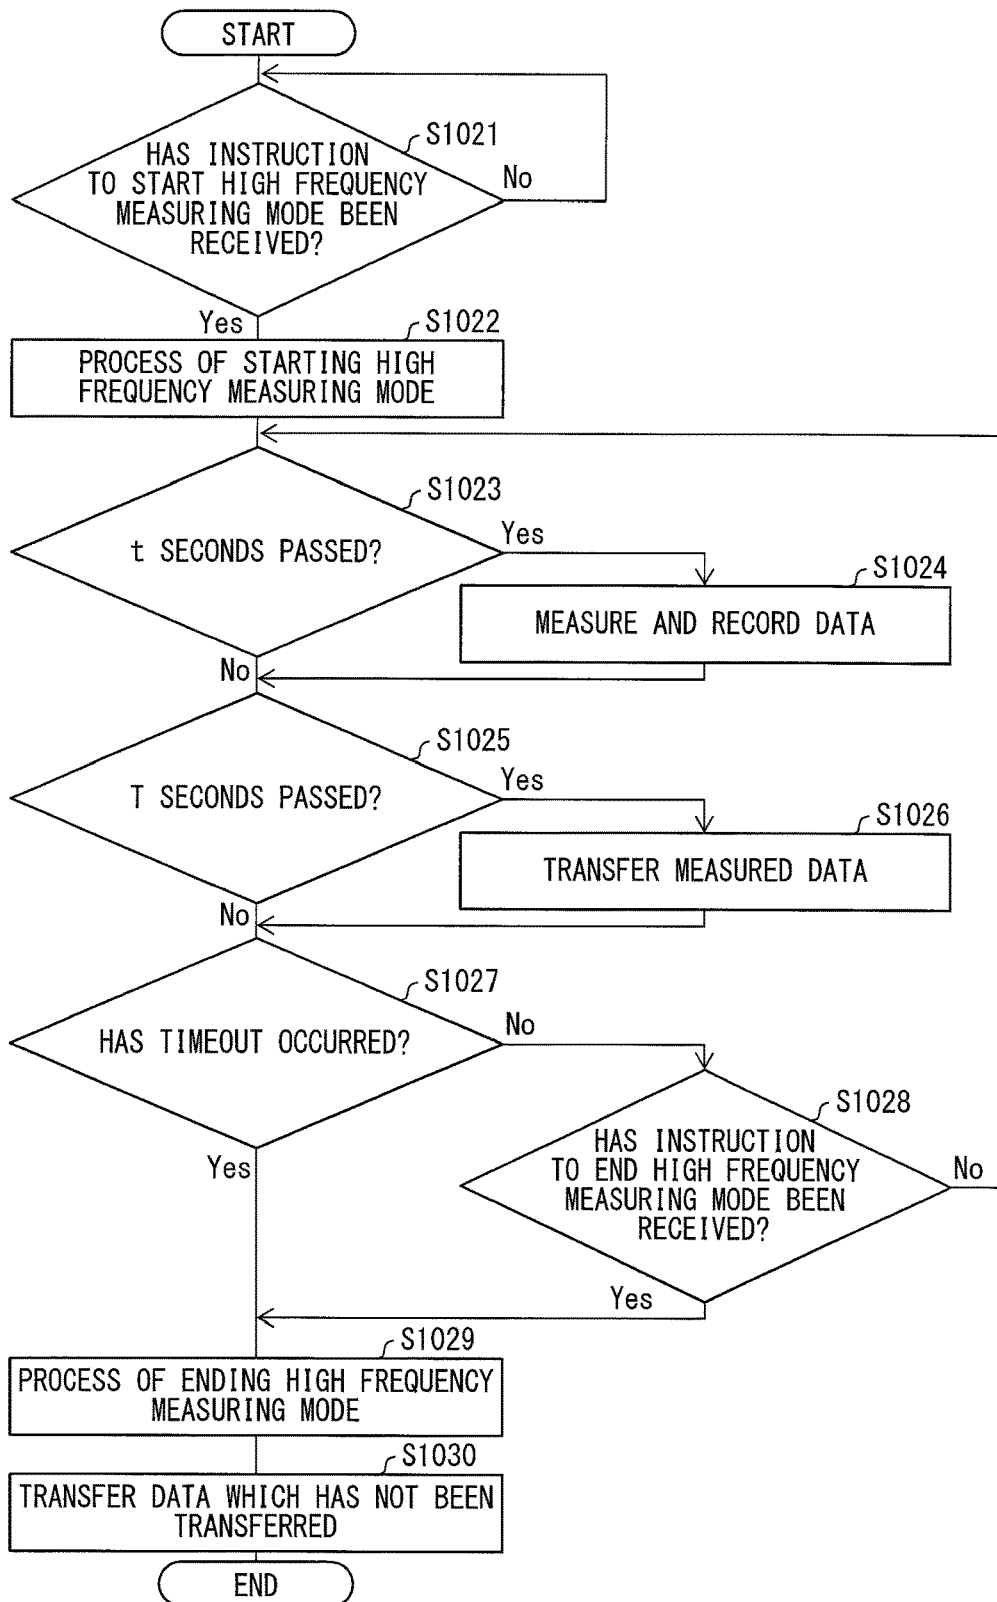 START
S1021
HAS INSTRUCTION
TO START HIGH FREQUENCY
MEASURING MODE BEEN
RECEIVED?
No
Yes
S1022
PROCESS OF STARTING HIGH
FREQUENCY MEASURING MODE
S1023
t SECONDS PASSED?
Yes
S1024
MEASURE AND RECORD DATA
No
S1025
T SECONDS PASSED?
Yes
S1026
TRANSFER MEASURED DATA
No
S1027
HAS TIMEOUT OCCURRED?
No
S1028
HAS INSTRUCTION
TO END HIGH FREQUENCY
MEASURING MODE BEEN
RECEIVED?
No
Yes
Yes
S1029
PROCESS OF ENDING HIGH FREQUENCY
MEASURING MODE
S1030
TRANSFER DATA WHICH HAS NOT BEEN
TRANSFERRED
END